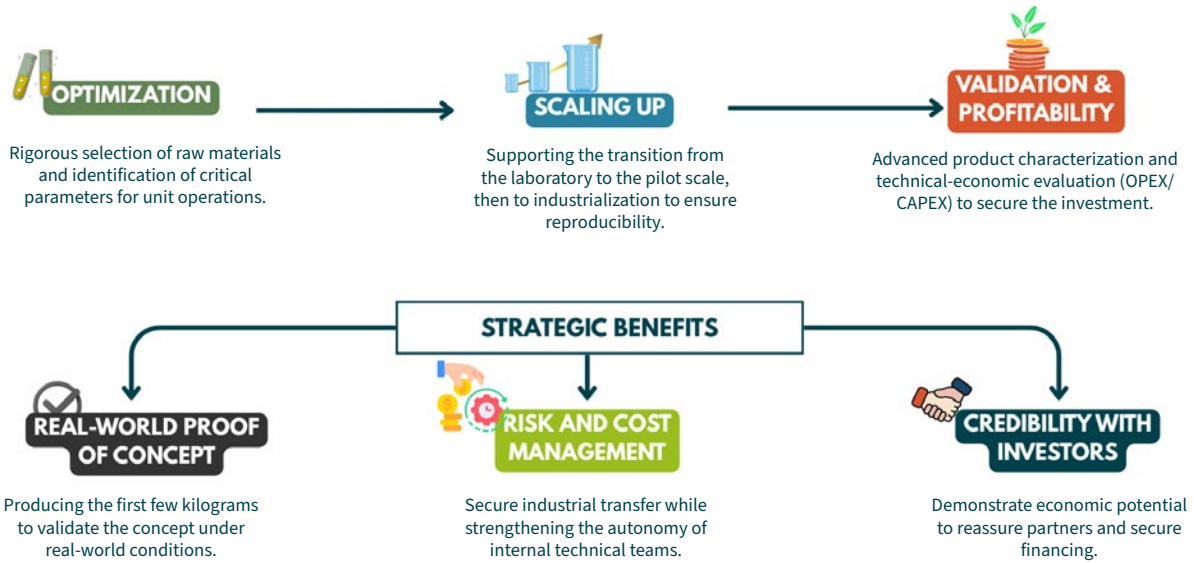 OPTIMIZATION
Rigorous selection of raw materials
and identification of critical
parameters for unit operations.
SCALING UP
Supporting the transition from
the laboratory to the pilot scale,
then to industrialization to ensure
reproducibility.
VALIDATION &
PROFITABILITY
Advanced product characterization and
technical-economic evaluation (OPEX/
CAPEX) to secure the investment.
STRATEGIC BENEFITS
REAL-WORLD PROOF
OF CONCEPT
Producing the first few kilograms
to validate the concept under
real-world conditions.
RISK AND COST
MANAGEMENT
Secure industrial transfer while
strengthening the autonomy of
internal technical teams.
CREDIBILITY WITH
INVESTORS
Demonstrate economic potential
to reassure partners and secure
financing.